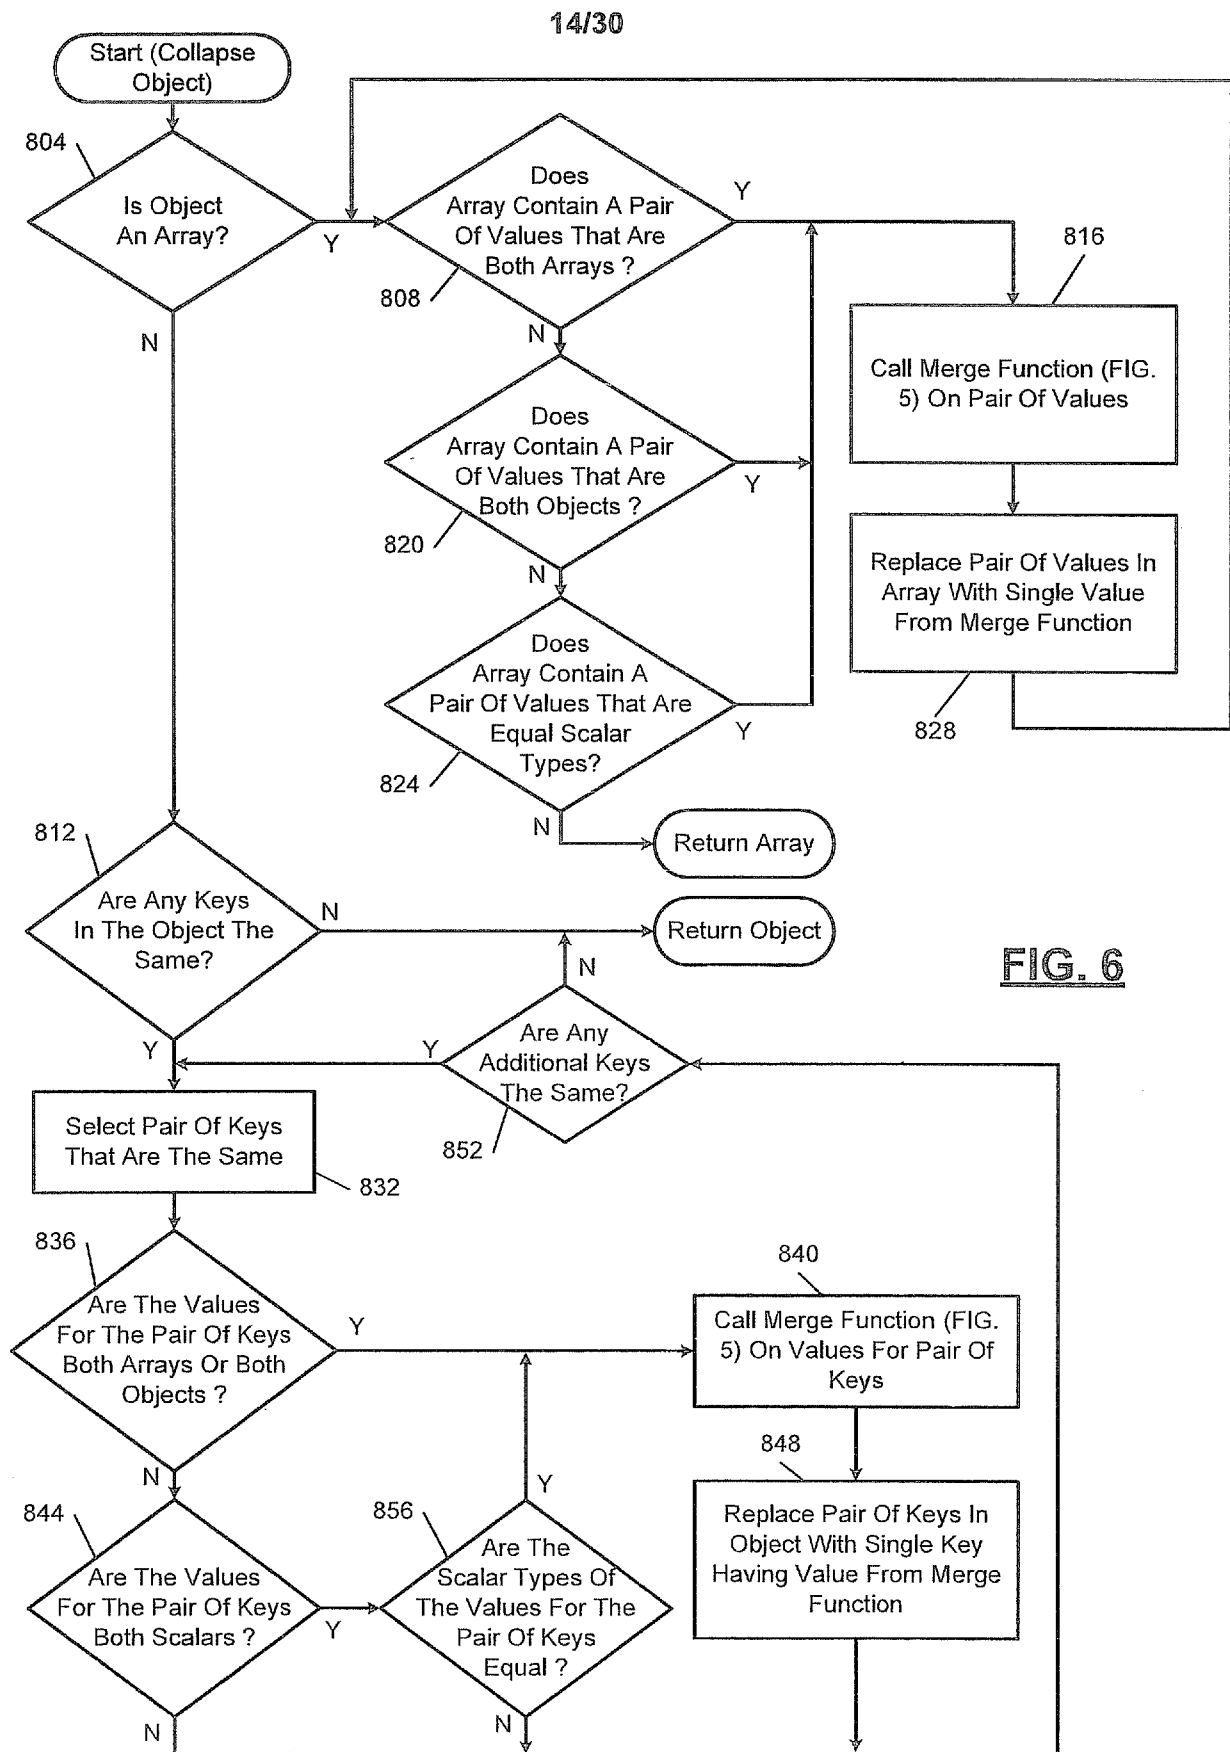 14/30
Start (Collapse
Object)
804
Is Object
An Array?
Y
N
Does
Array Contain A Pair
Of Values That Are
Both Arrays ?
808
Y
N
816
Call Merge Function (FIG.
5) On Pair Of Values
Does
Array Contain A Pair
Of Values That Are
Both Objects ?
820
Y
N
Replace Pair Of Values In
Array With Single Value
From Merge Function
828
Does
Array Contain A
Pair Of Values That Are
Equal Scalar
Types?
824
Y
N
Return Array
812
Are Any Keys
In The Object The
Same?
N
Y
Return Object
FIG. 6
N
Are Any
Additional Keys
The Same?
Y
852
Select Pair Of Keys
That Are The Same
832
836
Are The Values
For The Pair Of Keys
Both Arrays Or Both
Objects ?
Y
N
840
Call Merge Function (FIG.
5) On Values For Pair Of
Keys
848
Replace Pair Of Keys In
Object With Single Key
Having Value From Merge
Function
844
Are The Values
For The Pair Of Keys
Both Scalars ?
Y
N
856
Y
Are The
Scalar Types Of
The Values For The
Pair Of Keys
Equal ?
N